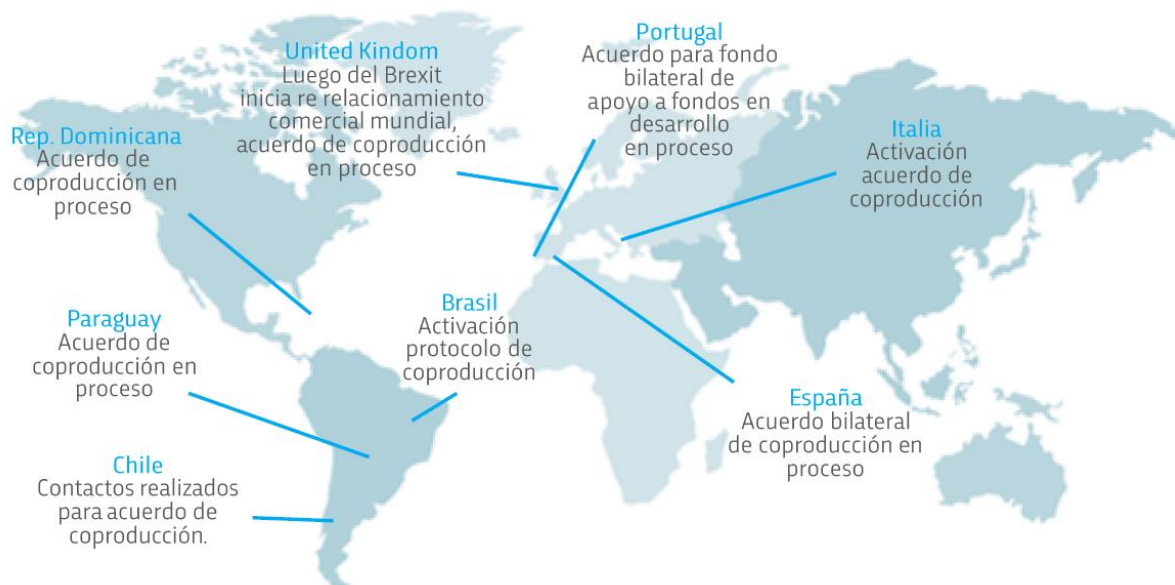 United Kindom
Luego del Brexit
inicia re relacionamiento
comercial mundial,
acuerdo de coproducción
en proceso
Portugal
Acuerdo para fondo
bilateral de
apoyo a fondos en
desarrollo
en proceso
Rep. Dominicana
Acuerdo de
coproducción en
proceso
Italia
Activación
acuerdo de
coproducción
Paraguay
Acuerdo de
coproducción en
proceso
Brasil
Activación
protocolo de
coproducción
España
Acuerdo bilateral
de coproducción en
proceso
Chile
Contactos realizados
para acuerdo de
coproducción.